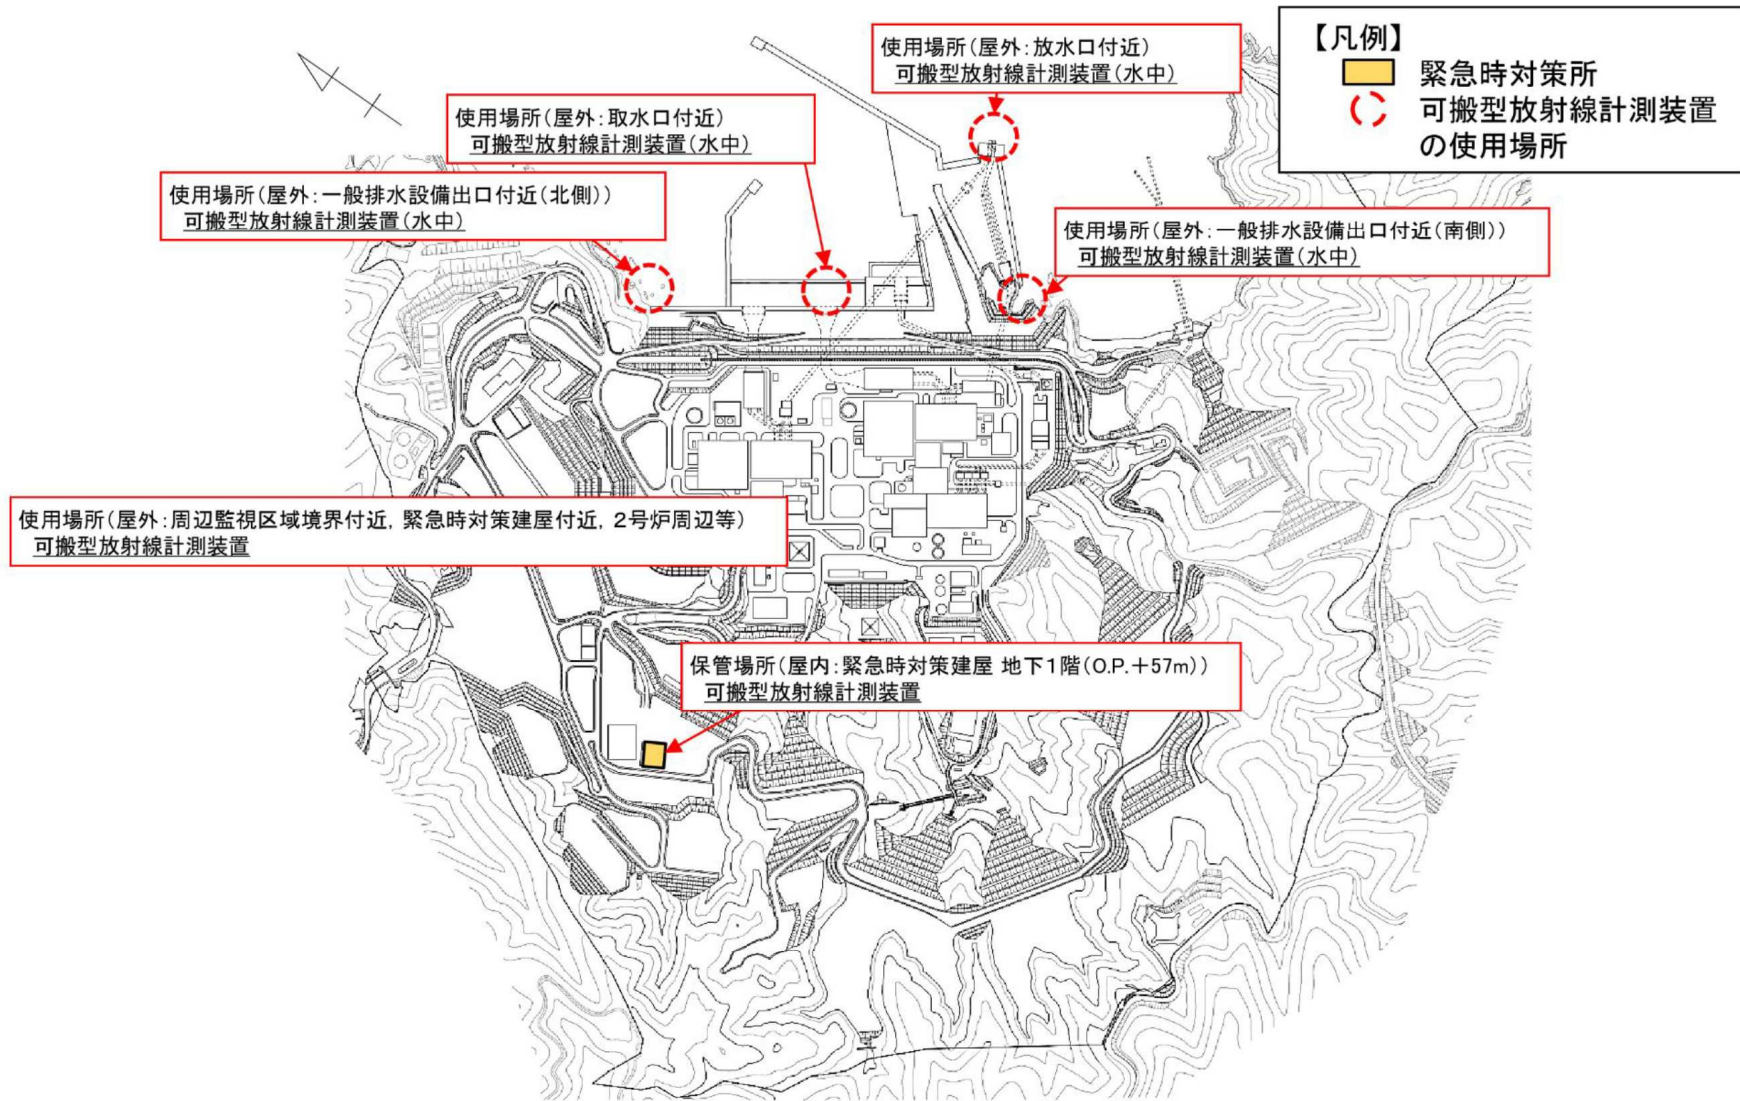 使用場所(屋外:放水口付近)
可搬型放射線計測装置(水中)
【凡例】
緊急時対策所
可搬型放射線計測装置
の使用場所
使用場所(屋外:取水口付近)
可搬型放射線計測装置(水中)
使用場所(屋外:一般排水設備出口付近(北側))
可搬型放射線計測装置(水中)
使用場所(屋外:一般排水設備出口付近(南側))
可搬型放射線計測装置(水中)
使用場所(屋外:周辺監視区域境界付近, 緊急時対策建屋付近, 2号炉周辺等)
可搬型放射線計測装置
保管場所(屋内:緊急時対策建屋 地下1階(O.P.+57m))
可搬型放射線計測装置